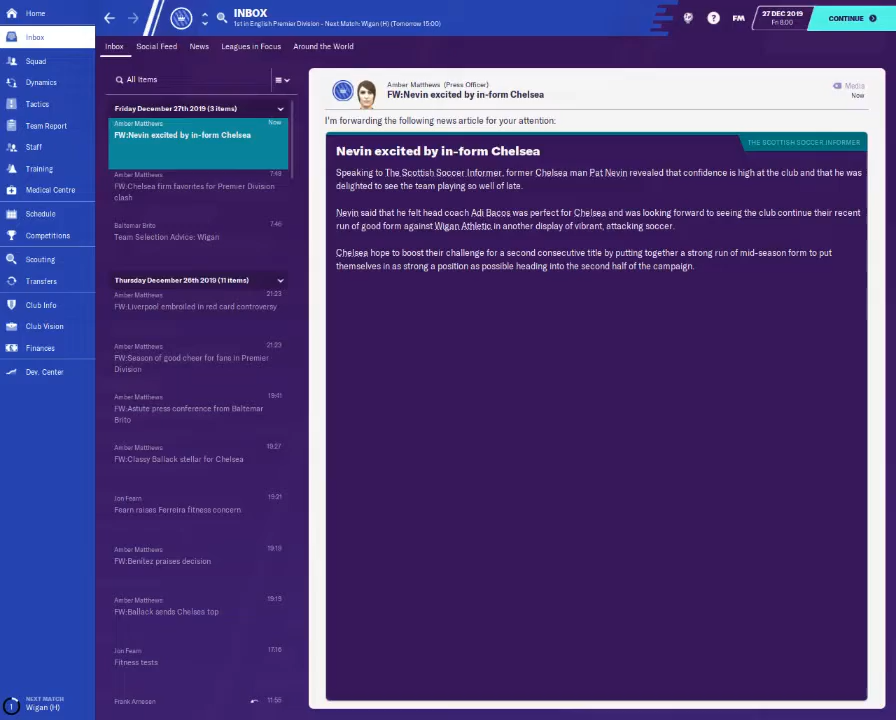 Home
Inbox
Squad
Dynamics
Tactics
Team Report
Staff
Training
Medical Centre
Schedule
Competitions
Scouting
Transfers
Club Info
Club Vision
Finances
Dev. Center
1
NEXT MATCH
Wigan (H)
INBOX
1st in English Premier Division - Next Match: Wigan (H) (Tomorrow 15:00)
?
FM
27 DEC 2019
Fri 8:00
CONTINUE
Inbox
Social Feed
News
Leagues in Focus
Around the World
All Items
Friday December 27th 2019 (3 items)
Amber Matthews
Now
FW:Nevin excited by in-form Chelsea
Amber Matthews
7:49
FW:Chelsea firm favorites for Premier Division
clash
Baltemar Brito
7:46
Team Selection Advice: Wigan
Thursday December 26th 2019 (11 items)
Amber Matthews
21:23
FW:Liverpool embroiled in red card controversy
Amber Matthews
21:23
FW:Season of good cheer for fans in Premier
Division
Amber Matthews
19:41
FW:Astute press conference from Baltemar
Brito
Amber Matthews
19:27
FW:Classy Ballack stellar for Chelsea
Jon Fearn
19:21
Fearn raises Ferreira fitness concern
Amber Matthews
19:19
FW:Benitez praises decision
Amber Matthews
19:15
FW:Ballack sends Chelsea top
Jon Fearn
17:16
Fitness tests
Frank Arnesen
11:56
Amber Matthews (Press Officer)
FW:Nevin excited by in-form Chelsea
Media
Now
I'm forwarding the following news article for your attention:
THE SCOTTISH SOCCER INFORMER
Nevin excited by in-form Chelsea
Speaking to The Scottish Soccer Informer, former Chelsea man Pat Nevin revealed that confidence is high at the club and that he was
delighted to see the team playing so well of late.
Nevin said that he felt head coach Adi Bacos was perfect for Chelsea and was looking forward to seeing the club continue their recent
run of good form against Wigan Athletic in another display of vibrant, attacking soccer.
Chelsea hope to boost their challenge for a second consecutive title by putting together a strong run of mid-season form to put
themselves in as strong a position as possible heading into the second half of the campaign.